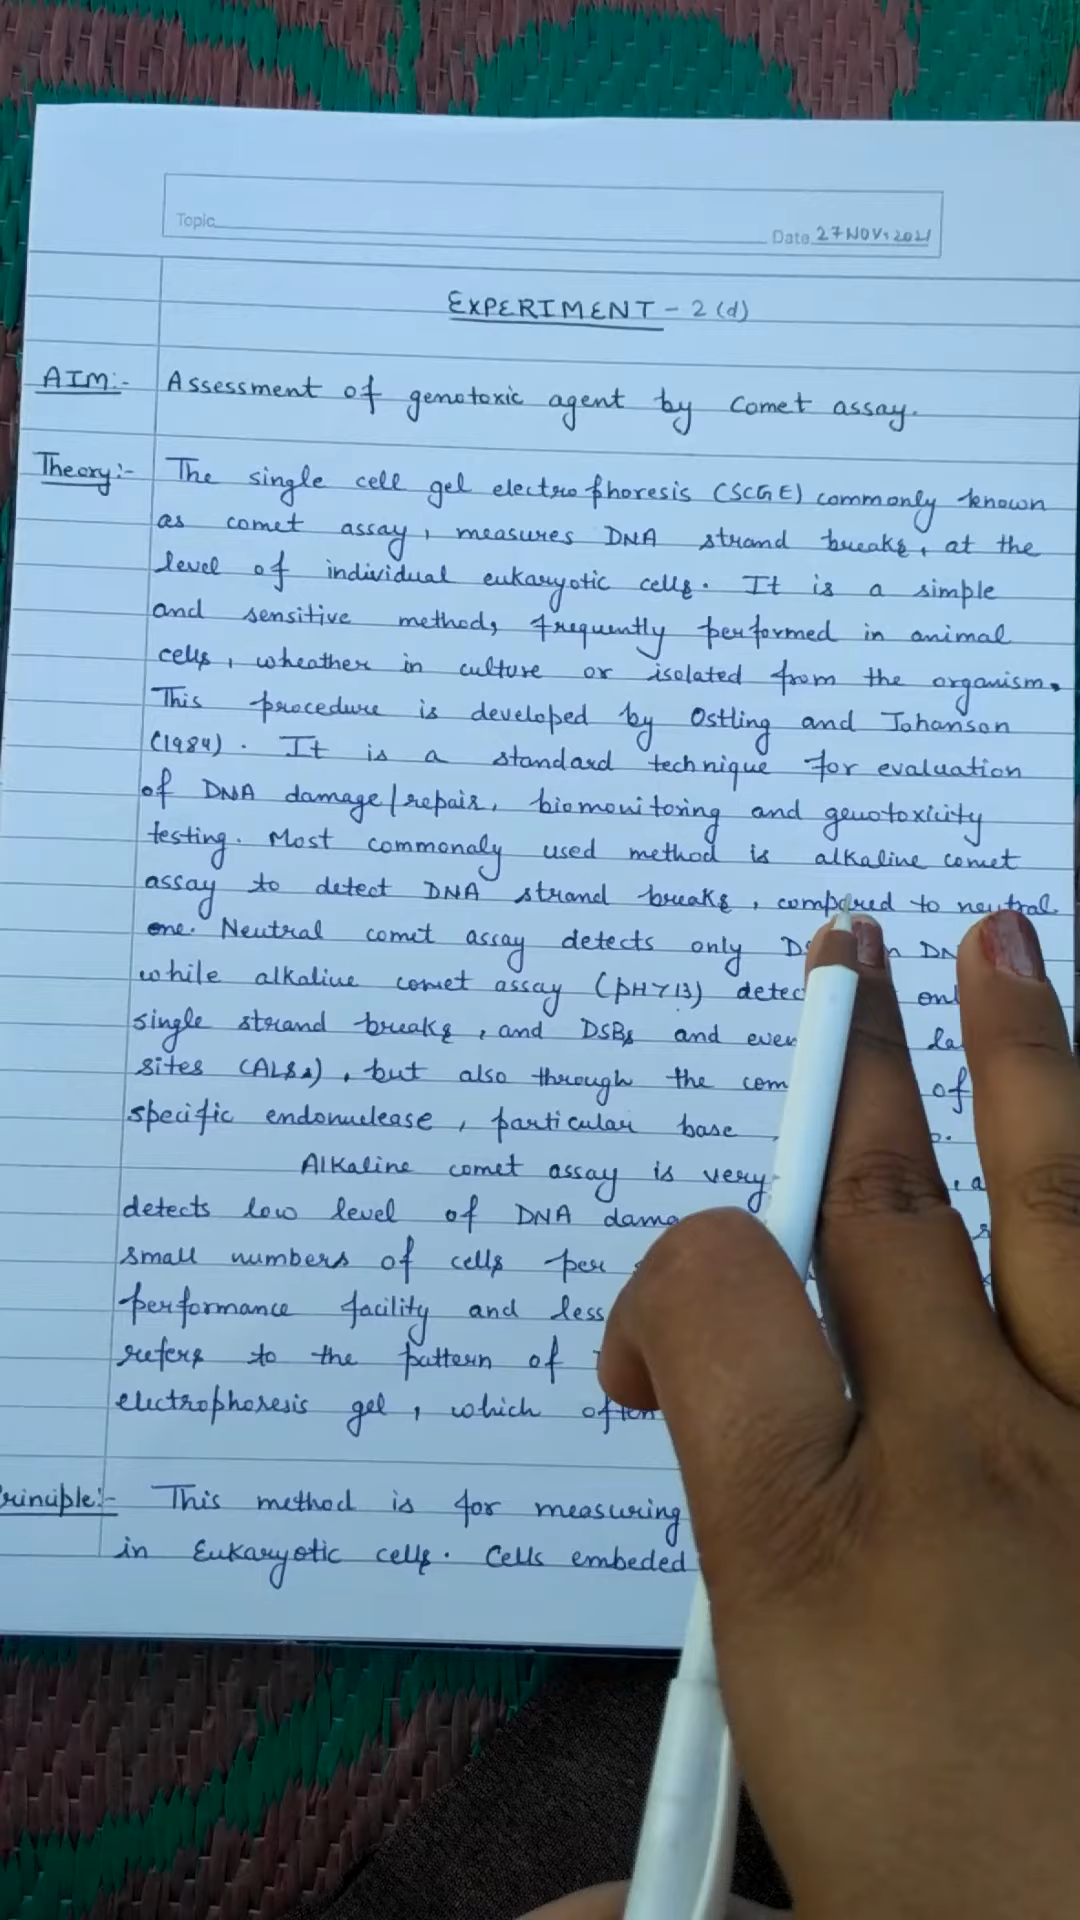 Topic
Date 27 NOV, 2021
EXPERIMENT - 2 (d)
AIM:- Assessment of genotoxic agent by Comet assay.
Theory:- The single cell gel electrophoresis (SCGE) commonly known
as comet assay, measures DNA strand breaks, at the
level of individual eukaryotic cells. It is a simple
and sensitive method, frequently performed in animal
cells, wheather in culture or isolated from the organism.
This procedure is developed by Ostling and Johanson
(1984). It is a standard technique for evaluation
of DNA damage/repair, biomonitoring and genotoxicity
testing. Most commonaly used method is alkaline comet
assay to detect DNA strand breaks, compared to neutral
one. Neutral comet assay detects only
while alkaline comet assay (pH>13)
single strand breaks, and DSBs and even
sites (ALSs), but also through the of
specific endonuclease, particular base
Alkaline comet assay is very
detects low level of DNA
small numbers of cells per
performance facility and less
refers to the pattern of
electrophoresis gel, which often
This method is for measuring
in Eukaryotic cells. Cells embeded